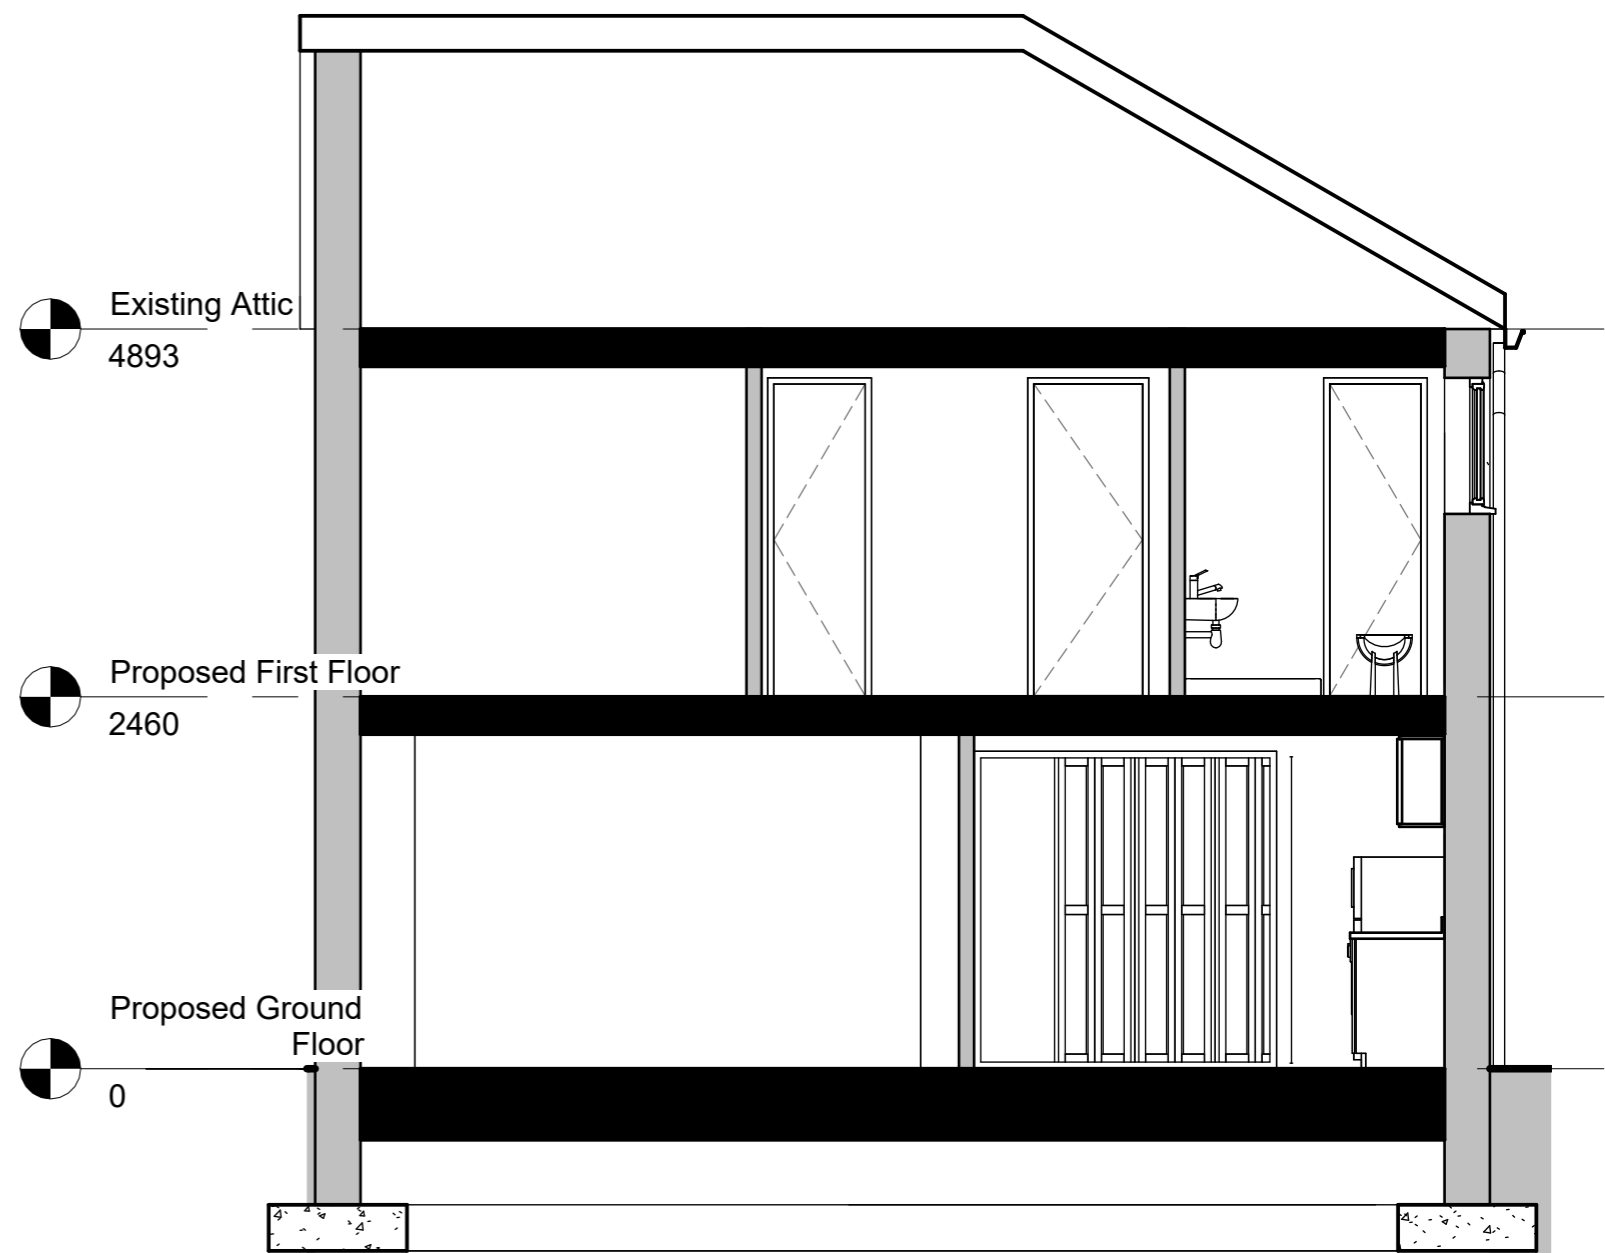 Existing Attic
4893
Proposed First Floor
2460
Proposed Ground
Floor
0